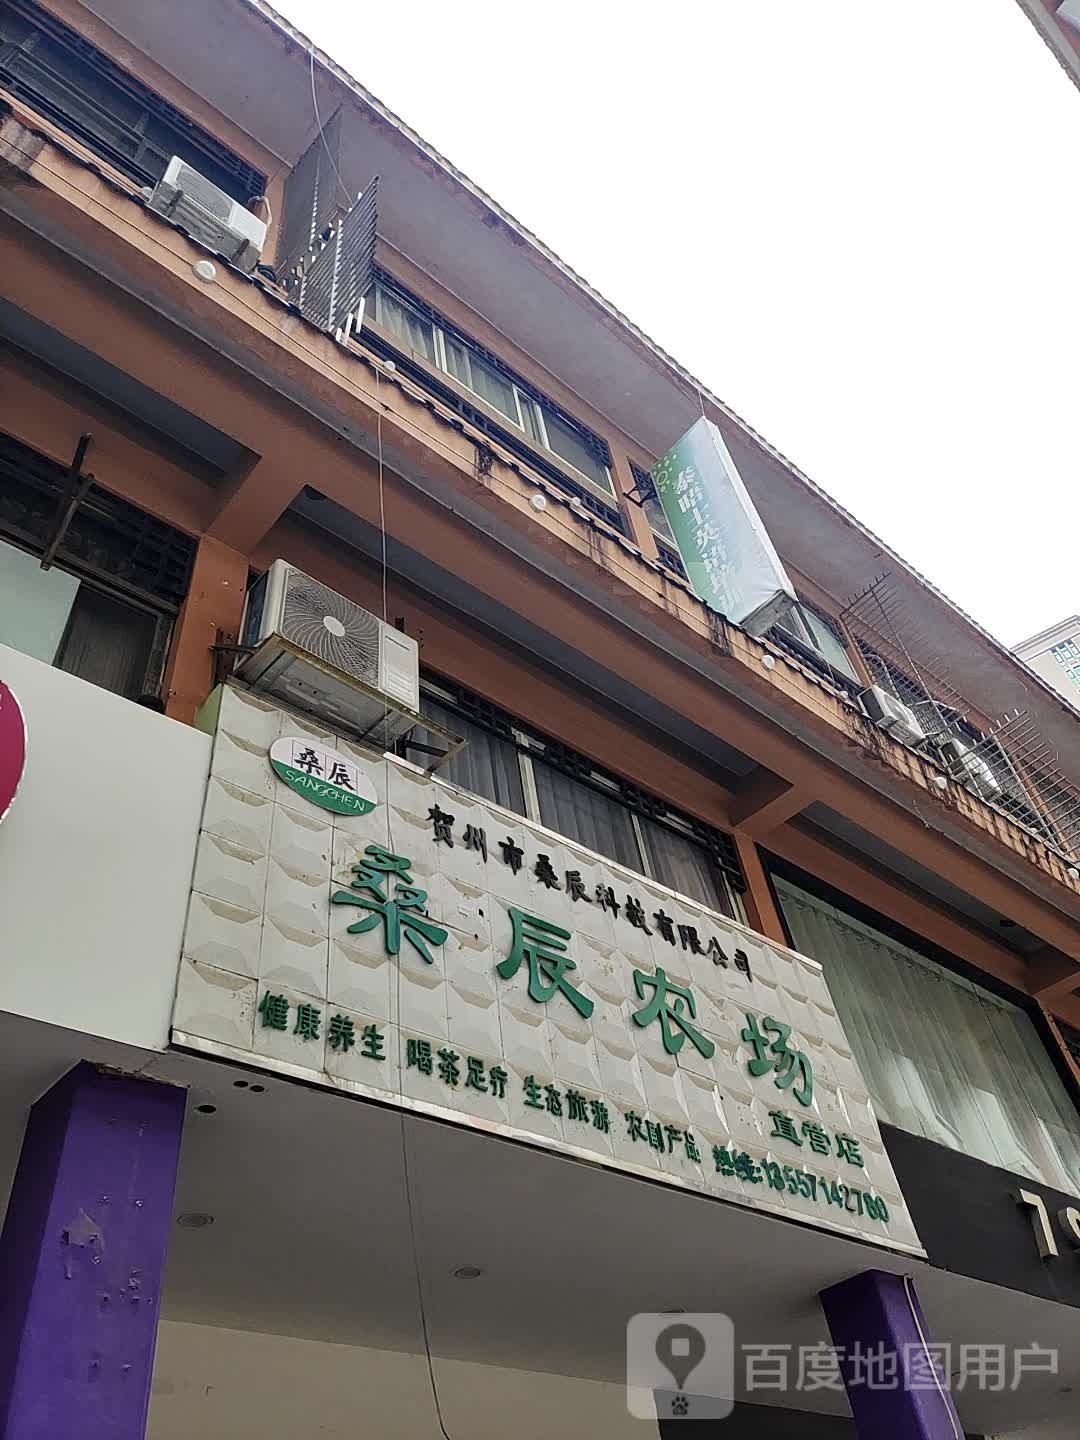 桑辰
SANGCHEN
贺州市桑辰科技有限公司
桑辰农场
直营店
健康养生 喝茶足疗 生态旅游 农副产品 热线:13557142780
79
百度地图用户